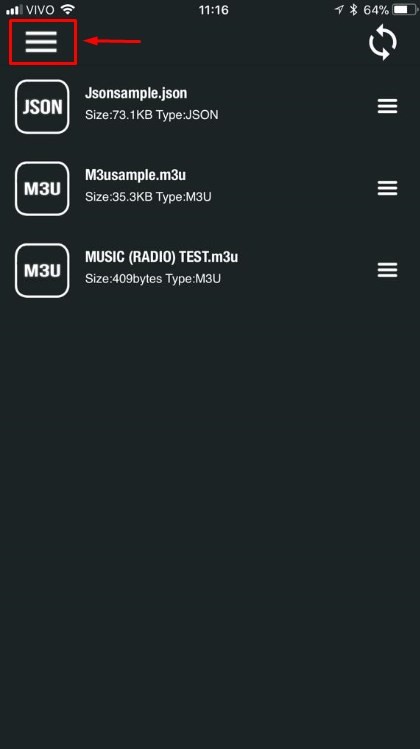 VIVO 11:16 64%
JSON Jsonsample.json
Size:73.1KB Type:JSON
M3U M3usample.m3u
Size:35.3KB Type:M3U
M3U MUSIC (RADIO) TEST.m3u
Size:409bytes Type:M3U